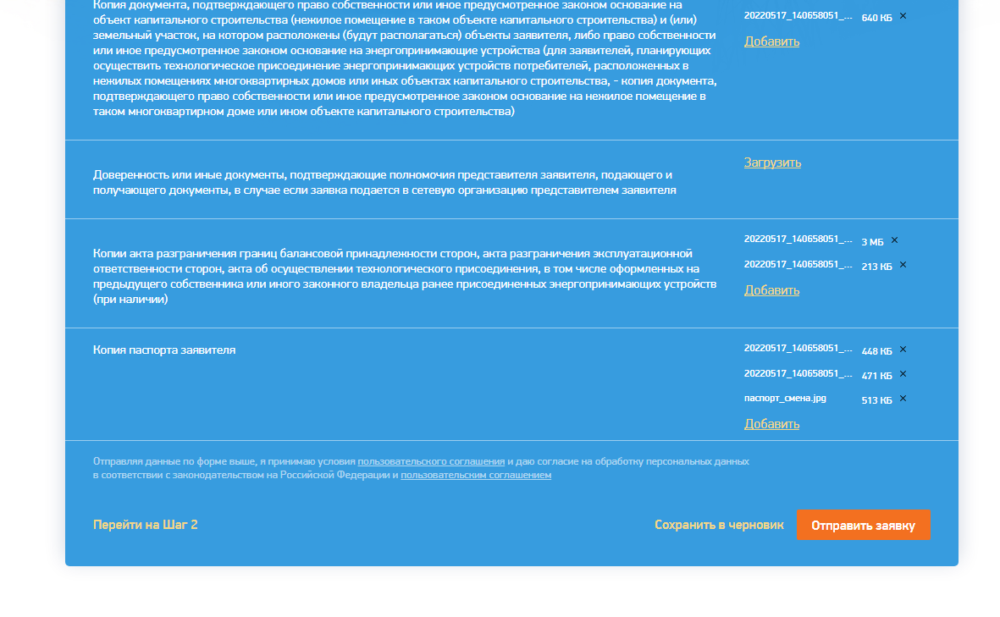 Копия документа, подтверждающего право собственности или иное предусмотренное законом основание на
объект капитального строительства (нежилое помещение в таком объекте капитального строительства) и (или)
земельный участок, на котором расположены (будут располагаться) объекты заявителя, либо право собственности
или иное предусмотренное законом основание на энергопринимающие устройства (для заявителей, планирующих
осуществить технологическое присоединение энергопринимающих устройств потребителей, расположенных в
нежилых помещениях многоквартирных домов или иных объектах капитального строительства, - копия документа,
подтверждающего право собственности или иное предусмотренное законом основание на нежилое помещение в
таком многоквартирном доме или ином объекте капитального строительства)
20220517_140658051_... 640 КБ ×
Добавить
Доверенность или иные документы, подтверждающие полномочия представителя заявителя, подающего и
получающего документы, в случае если заявка подается в сетевую организацию представителем заявителя
Загрузить
Копии акта разграничения границ балансовой принадлежности сторон, акта разграничения эксплуатационной
ответственности сторон, акта об осуществлении технологического присоединения, в том числе оформленных на
предыдущего собственника или иного законного владельца ранее присоединенных энергопринимающих устройств
(при наличии)
20220517_140658051_... 3 МБ ×
20220517_140658051_... 213 КБ ×
Добавить
Копия паспорта заявителя
20220517_140658051_... 448 КБ ×
20220517_140658051_... 471 КБ ×
паспорт_смена.jpg 513 КБ ×
Добавить
Отправляя данные по форме выше, я принимаю условия пользовательского соглашения и даю согласие на обработку персональных данных
в соответствии с законодательством на Российской Федерации и пользовательским соглашением
Перейти на Шаг 2 Сохранить в черновик Отправить заявку